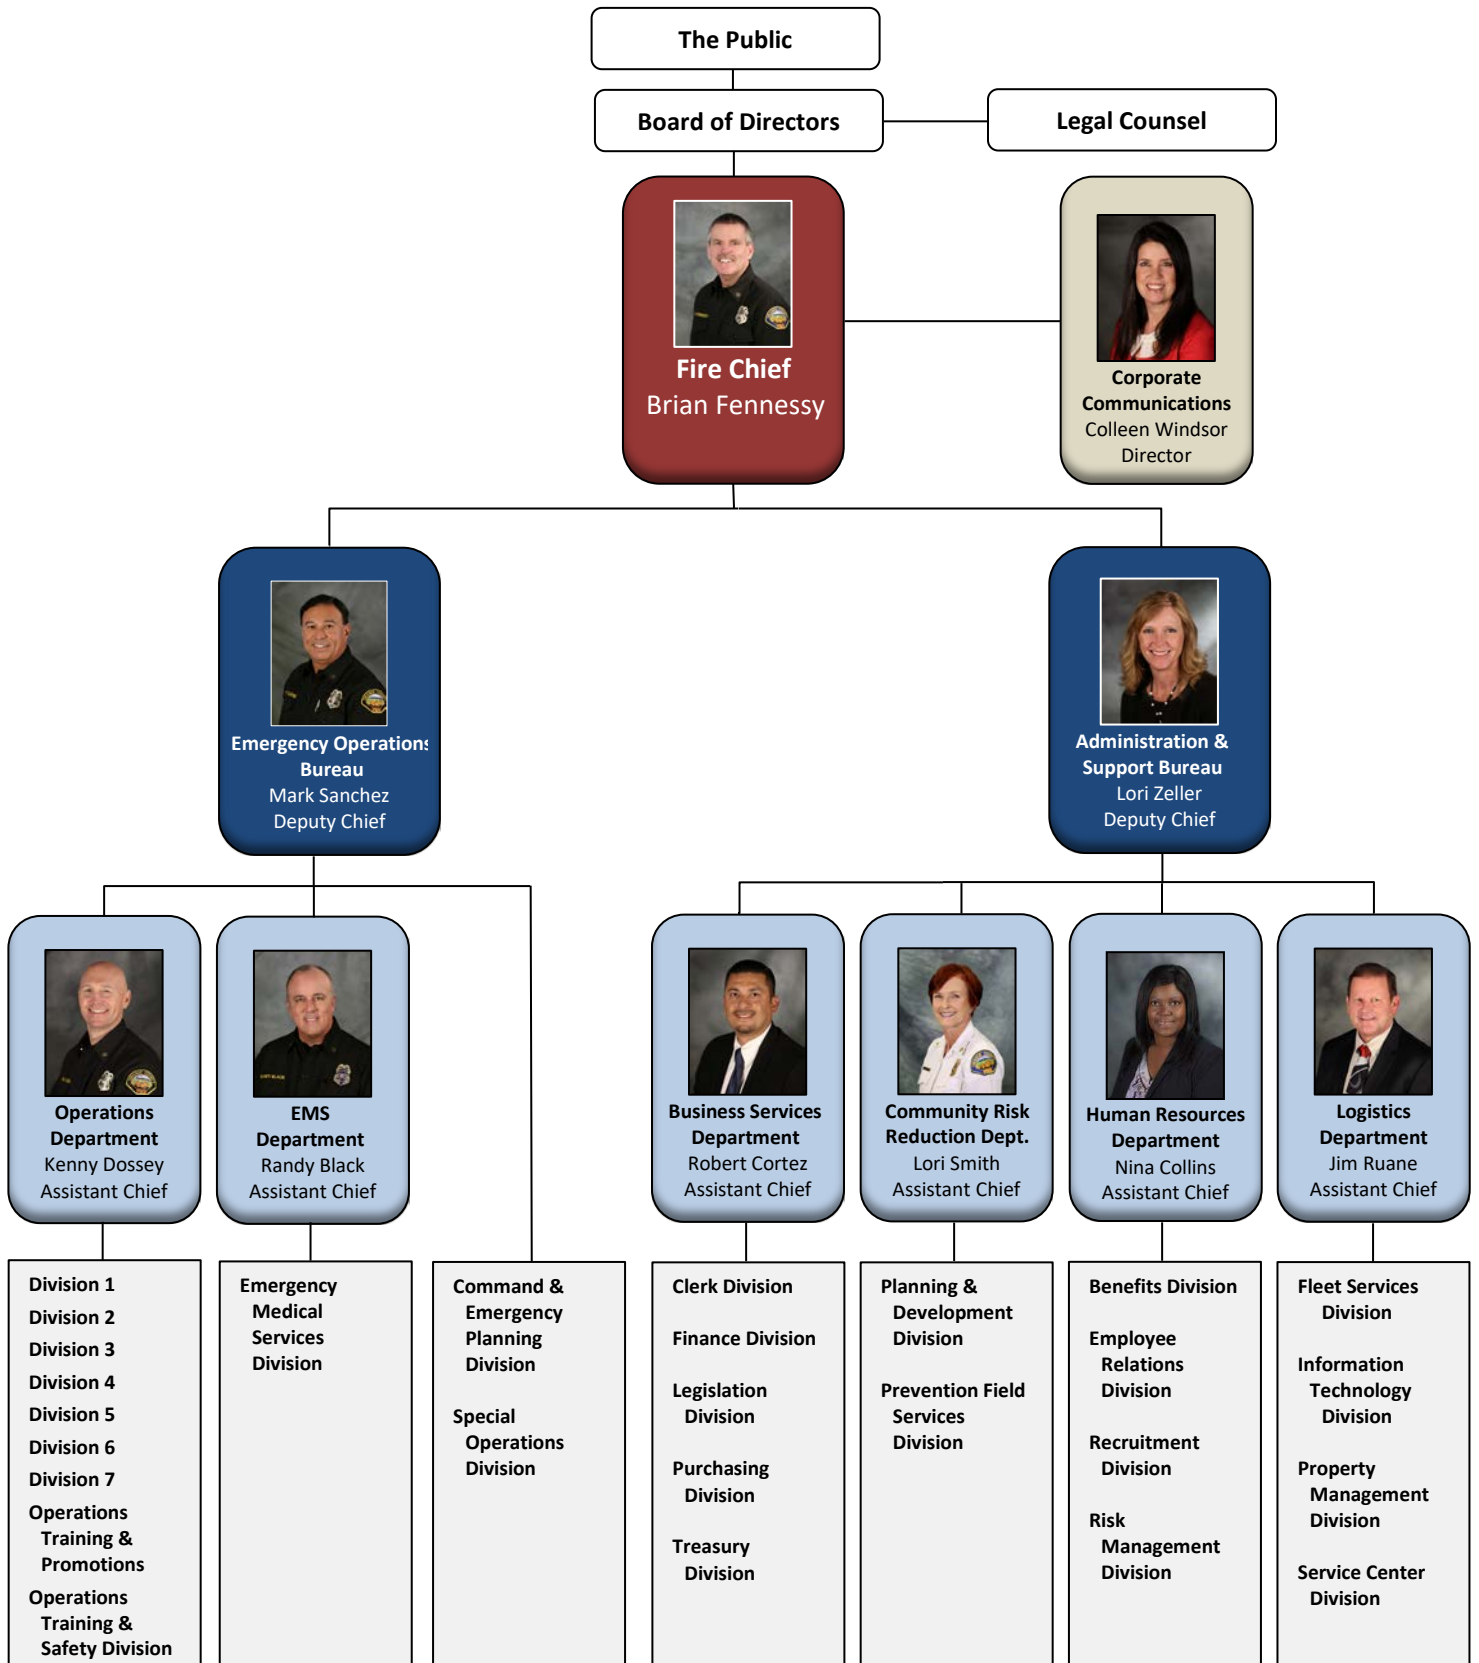 The Public
Board of Directors
Legal Counsel
Fire Chief
Brian Fennessy
Corporate
Communications
Colleen Windsor
Director
Emergency Operations
Bureau
Mark Sanchez
Deputy Chief
Administration &
Support Bureau
Lori Zeller
Deputy Chief
Operations
Department
Kenny Dossey
Assistant Chief
EMS
Department
Randy Black
Assistant Chief
Business Services
Department
Robert Cortez
Assistant Chief
Community Risk
Reduction Dept.
Lori Smith
Assistant Chief
Human Resources
Department
Nina Collins
Assistant Chief
Logistics
Department
Jim Ruane
Assistant Chief
Division 1
Division 2
Division 3
Division 4
Division 5
Division 6
Division 7
Operations
Training &
Promotions
Operations
Training &
Safety Division
Emergency
Medical
Services
Division
Command &
Emergency
Planning
Division
Special
Operations
Division
Clerk Division
Finance Division
Legislation
Division
Purchasing
Division
Treasury
Division
Planning &
Development
Division
Prevention Field
Services
Division
Benefits Division
Employee
Relations
Division
Recruitment
Division
Risk
Management
Division
Fleet Services
Division
Information
Technology
Division
Property
Management
Division
Service Center
Division